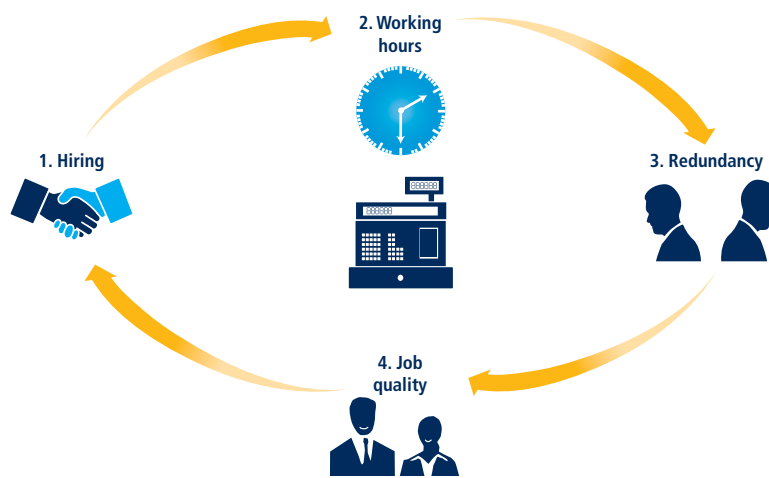 2. Working
hours
1. Hiring
3. Redundancy
4. Job
quality